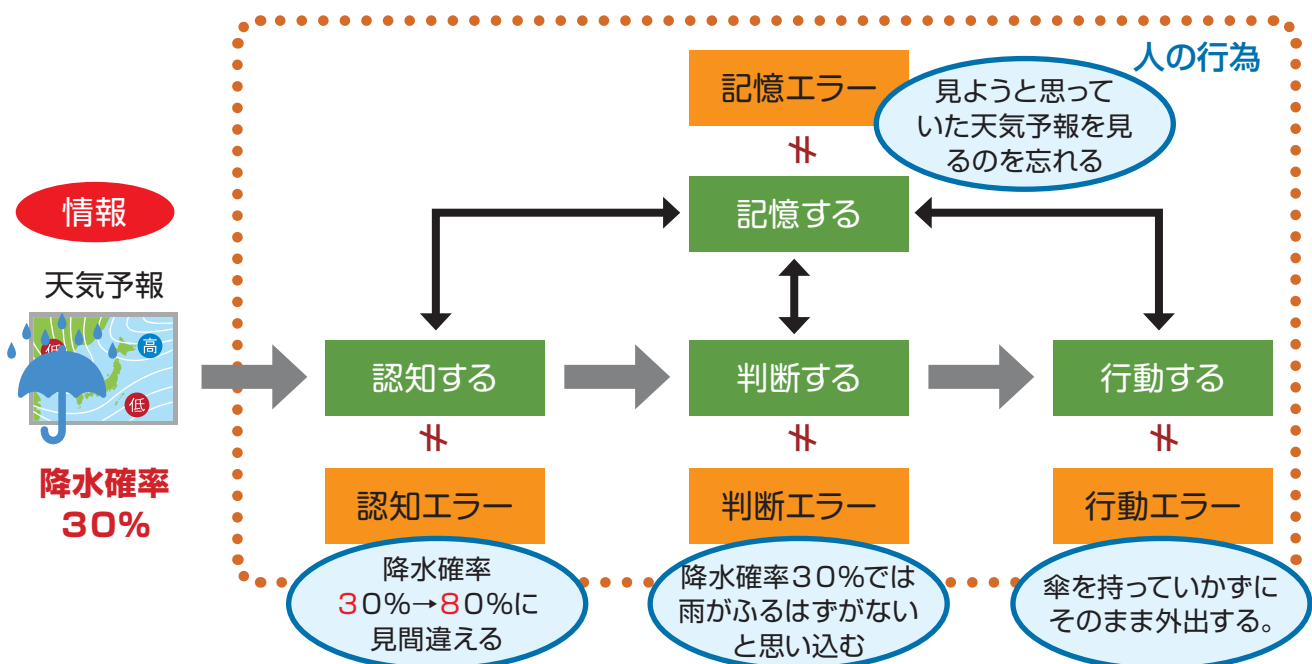 人の行為
記憶エラー
見ようと思って
いた天気予報を見
るのを忘れる
情報
記憶する
天気予報
低
高
低
認知する
判断する
行動する
降水確率
30%
認知エラー
判断エラー
行動エラー
降水確率
30%→80%に
見間違える
降水確率30%では
雨がふるはずがない
と思い込む
傘を持っていかずに
そのまま外出する。